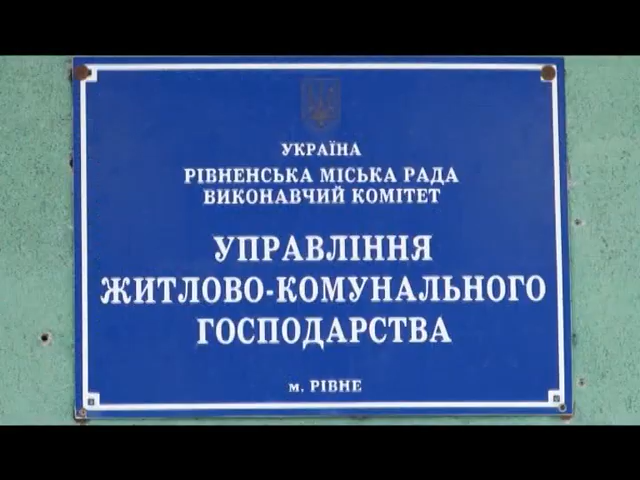 УКРАЇНА
РІВНЕНСЬКА МІСЬКА РАДА
ВИКОНАВЧИЙ КОМІТЕТ
УПРАВЛІННЯ
ЖИТЛОВО-КОМУНАЛЬНОГО
ГОСПОДАРСТВА
м. РІВНЕ